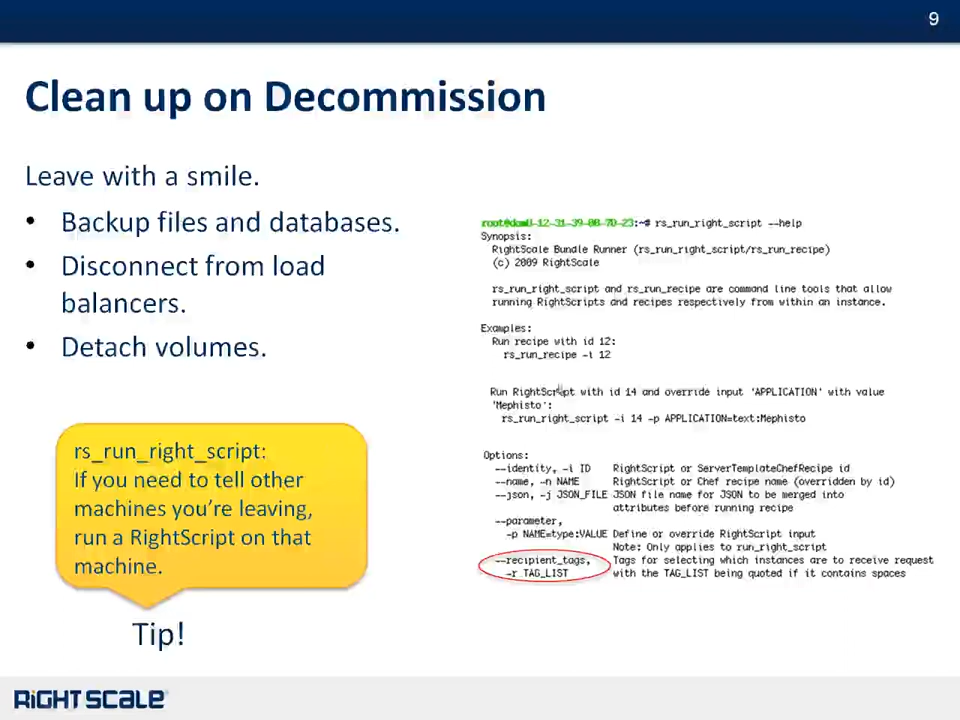 9
Clean up on Decommission
Leave with a smile.
• Backup files and databases.
• Disconnect from load
balancers.
• Detach volumes.
rs_run_right_script:
If you need to tell other
machines you're leaving,
run a RightScript on that
machine.
Tip!
root@domU-12-31-39-08-70-23:~# rs_run_right_script --help
Synopsis:
RightScale Bundle Runner (rs_run_right_script/rs_run_recipe)
(c) 2009 RightScale
rs_run_right_script and rs_run_recipe are command line tools that allow
running RightScripts and recipes respectively from within an instance.
Examples:
Run recipe with id 12:
rs_run_recipe -i 12
Run RightScript with id 14 and override input 'APPLICATION' with value
'Mephisto':
rs_run_right_script -i 14 -p APPLICATION=text:Mephisto
Options:
--identity, -i ID RightScript or ServerTemplateChefRecipe id
--name, -n NAME RightScript or Chef recipe name (overridden by id)
--json, -j JSON_FILE JSON file name for JSON to be merged into
attributes before running recipe
--parameter,
-p NAME=type:VALUE Define or override RightScript input
Note: Only applies to run_right_script
--recipient_tags, Tags for selecting which instances are to receive request
-r TAG_LIST with the TAG_LIST being quoted if it contains spaces
RIGHTSCALE